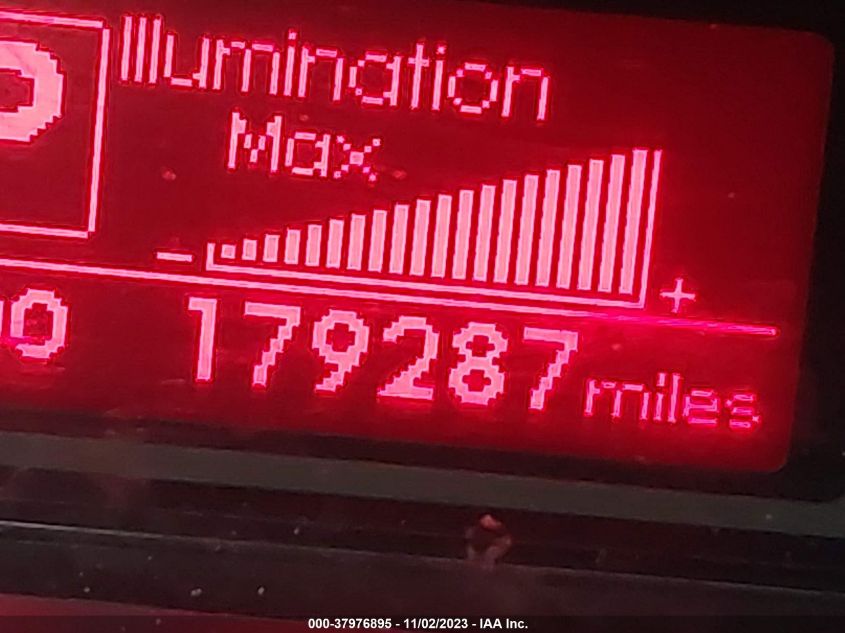 Illumination
P
Max
- +
179287 miles
000-37976895 - 11/02/2023 - IAA Inc.